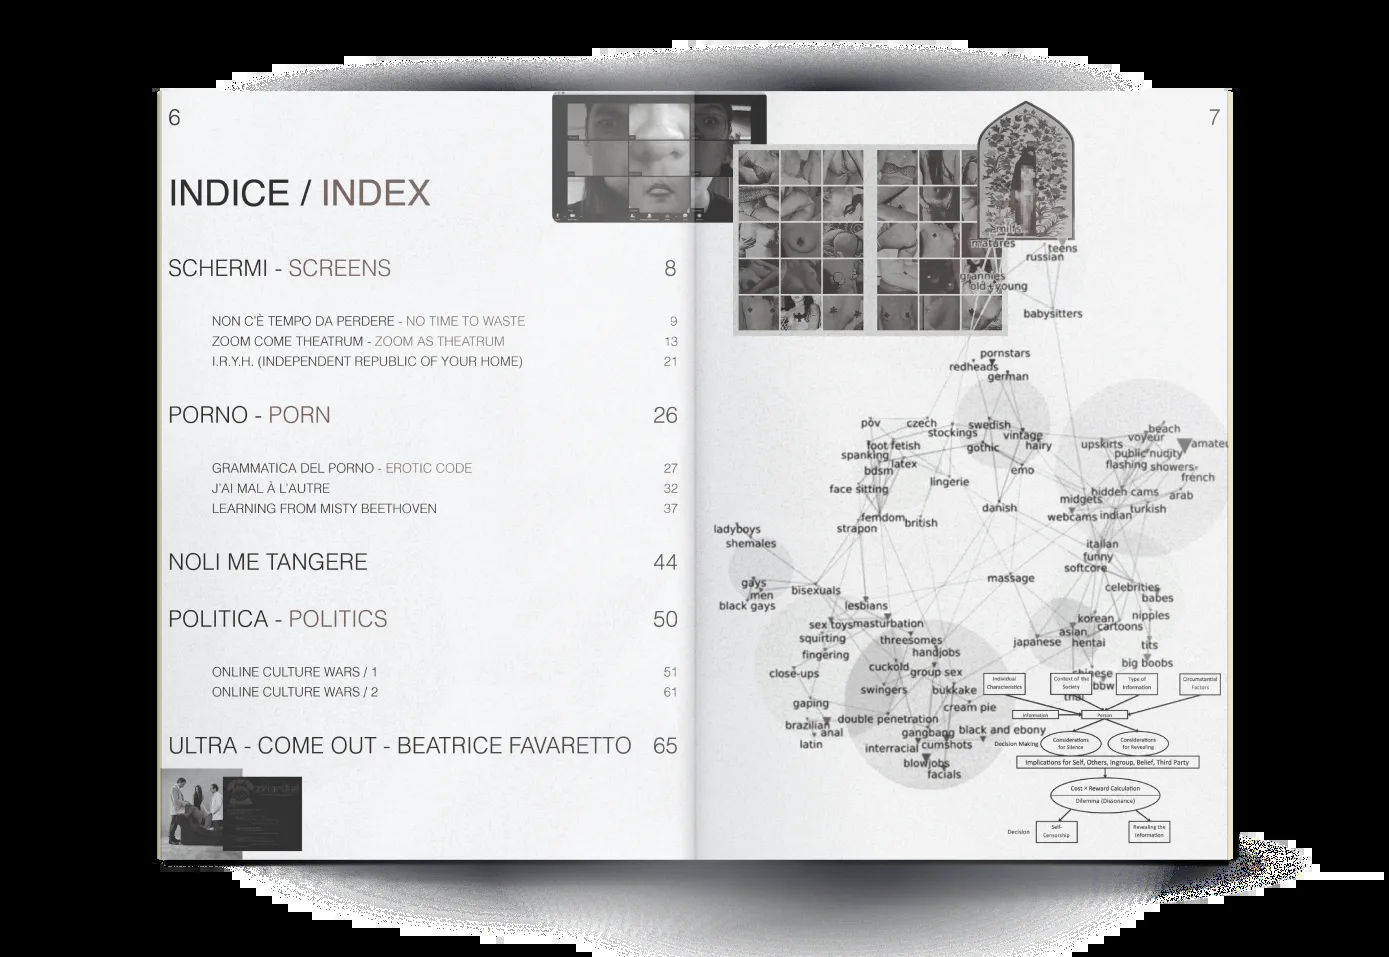 6
INDICE / INDEX
SCHERMI - SCREENS 8
NON C'È TEMPO DA PERDERE - NO TIME TO WASTE 9
ZOOM COME THEATRUM - ZOOM AS THEATRUM 13
I.R.Y.H. (INDEPENDENT REPUBLIC OF YOUR HOME) 21
PORNO - PORN 26
GRAMMATICA DEL PORNO - EROTIC CODE 27
J'AI MAL À L'AUTRE 32
LEARNING FROM MISTY BEETHOVEN 37
NOLI ME TANGERE 44
POLITICA - POLITICS 50
ONLINE CULTURE WARS / 1 51
ONLINE CULTURE WARS / 2 61
ULTRA - COME OUT - BEATRICE FAVARETTO 65
7
milfs
matures
teens
russian
grannies
old+young
babysitters
pornstars
redheads
german
pov
czech
swedish
stockings
vintage
beach
voyeur
foot fetish
gothic
hairy
upskirts
amateu
spanking
public nudity
latex
flashing
showers
bdsm
emo
french
face sitting
lingerie
hidden cams
arab
midgets
danish
turkish
femdom
webcams
indian
british
strapon
ladyboys
shemales
italian
funny
softcore
massage
gays
bisexuals
celebrities
men
babes
black gays
lesbians
nipples
korean
sex toys
masturbation
cartoons
asian
squirting
threesomes
japanese
hentai
tits
fingering
handjobs
big boobs
cuckold
close-ups
group sex
bbw
swingers
bukkake
thai
gaping
cream pie
double penetration
brazilian
anal
gangbang
black and ebony
latin
interracial
cumshots
blowjobs
facials
Individual
Characteristics
Context of the
Society
Type of
Information
Circumstantial
Factors
Information
Person
Decision Making
Considerations
for Silence
Considerations
for Revealing
Implications for Self, Others, Ingroup, Belief, Third Party
Cost × Reward Calculation
Dilemma (Dissonance)
Decision
Self-
Censorship
Revealing the
Information